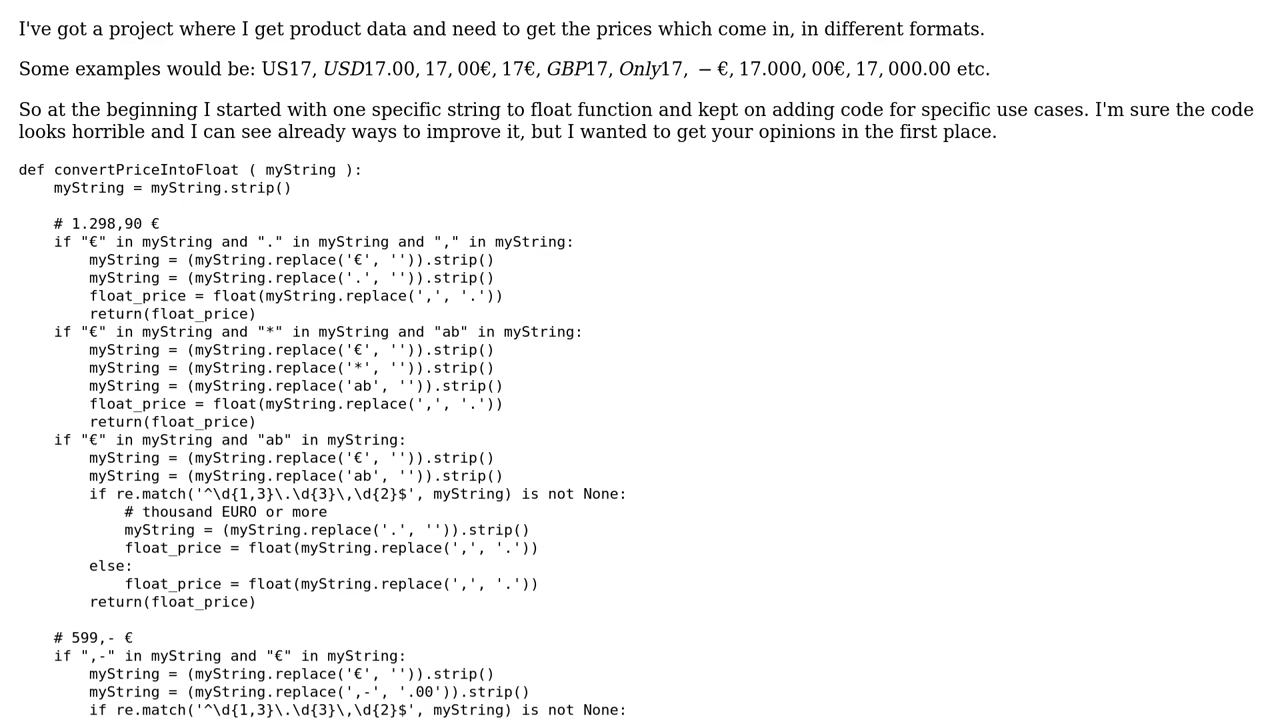 I've got a project where I get product data and need to get the prices which come in, in different formats.
Some examples would be: US17, USD17.00, 17, 00€, 17€, GBP17, Only17, − €, 17.000, 00€, 17, 000.00 etc.
So at the beginning I started with one specific string to float function and kept on adding code for specific use cases. I'm sure the code
looks horrible and I can see already ways to improve it, but I wanted to get your opinions in the first place.
def convertPriceIntoFloat ( myString ):
    myString = myString.strip()

    # 1.298,90 €
    if "€" in myString and "." in myString and "," in myString:
        myString = (myString.replace('€', '')).strip()
        myString = (myString.replace('.', '')).strip()
        float_price = float(myString.replace(',', '.'))
        return(float_price)
    if "€" in myString and "*" in myString and "ab" in myString:
        myString = (myString.replace('€', '')).strip()
        myString = (myString.replace('*', '')).strip()
        myString = (myString.replace('ab', '')).strip()
        float_price = float(myString.replace(',', '.'))
        return(float_price)
    if "€" in myString and "ab" in myString:
        myString = (myString.replace('€', '')).strip()
        myString = (myString.replace('ab', '')).strip()
        if re.match('^\d{1,3}\.\d{3}\,\d{2}$', myString) is not None:
            # thousand EURO or more
            myString = (myString.replace('.', '')).strip()
            float_price = float(myString.replace(',', '.'))
        else:
            float_price = float(myString.replace(',', '.'))
        return(float_price)

    # 599,- €
    if ",-" in myString and "€" in myString:
        myString = (myString.replace('€', '')).strip()
        myString = (myString.replace(',-', '.00')).strip()
        if re.match('^\d{1,3}\.\d{3}\,\d{2}$', myString) is not None: